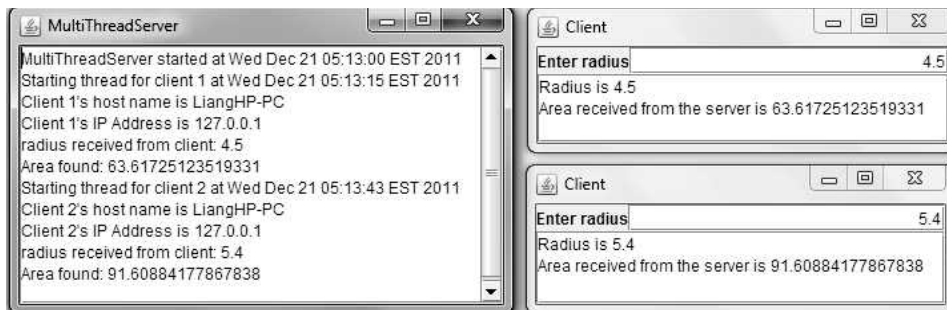 MultiThreadServer
MultiThreadServer started at Wed Dec 21 05:13:00 EST 2011
Starting thread for client 1 at Wed Dec 21 05:13:15 EST 2011
Client 1's host name is LiangHP-PC
Client 1's IP Address is 127.0.0.1
radius received from client: 4.5
Area found: 63.61725123519331
Starting thread for client 2 at Wed Dec 21 05:13:43 EST 2011
Client 2's host name is LiangHP-PC
Client 2's IP Address is 127.0.0.1
radius received from client: 5.4
Area found: 91.60884177867838
Client
Enter radius 4.5
Radius is 4.5
Area received from the server is 63.61725123519331
Client
Enter radius 5.4
Radius is 5.4
Area received from the server is 91.60884177867838